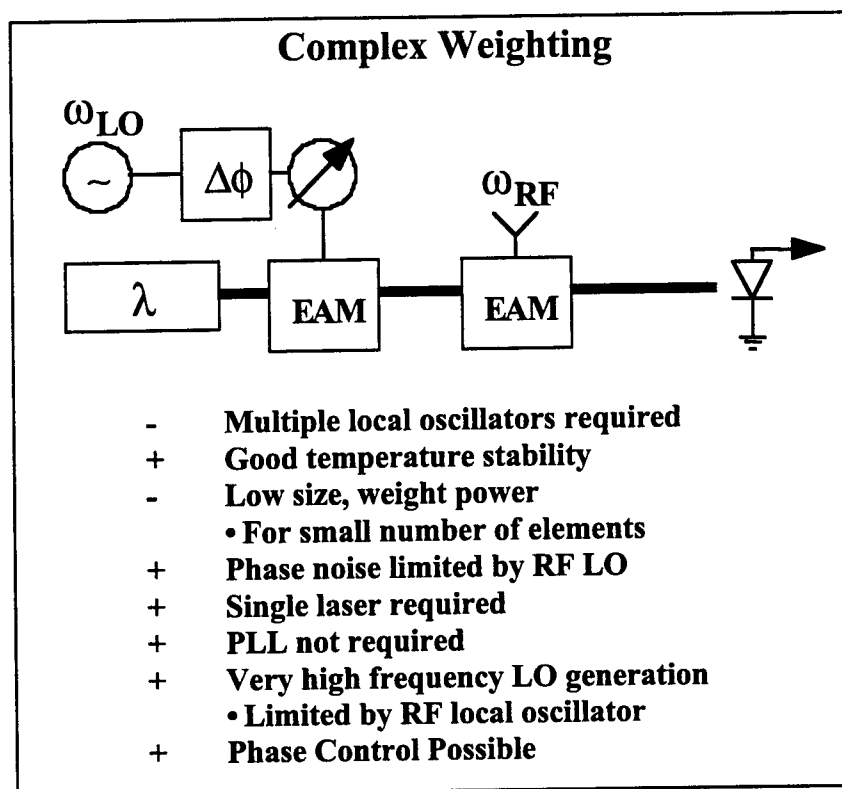 Complex Weighting
ωLO
~
Δϕ
ωRF
λ
EAM
EAM
- Multiple local oscillators required
+ Good temperature stability
- Low size, weight power
• For small number of elements
+ Phase noise limited by RF LO
+ Single laser required
+ PLL not required
+ Very high frequency LO generation
• Limited by RF local oscillator
+ Phase Control Possible